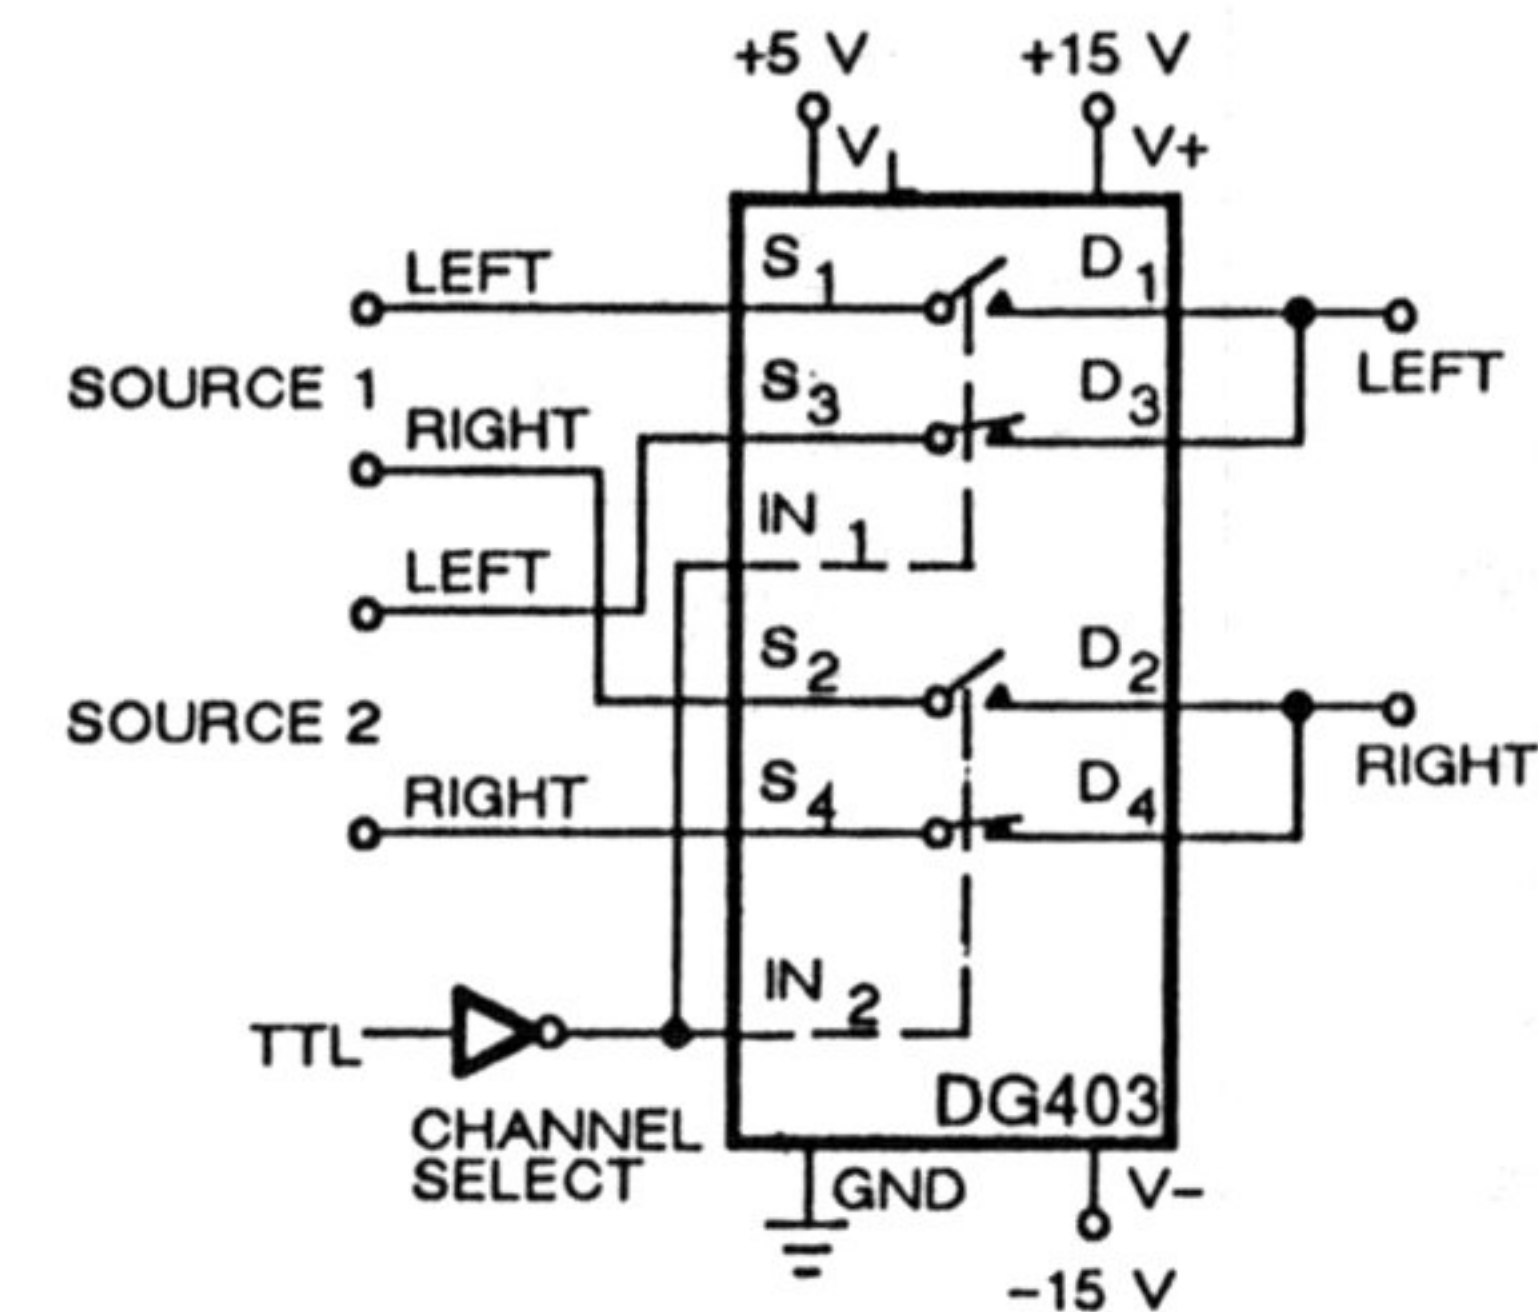 +5 V
+15 V
VL
V+
LEFT
S1
D1
LEFT
SOURCE 1
S3
D3
RIGHT
IN 1
LEFT
S2
D2
SOURCE 2
RIGHT
RIGHT
S4
D4
IN 2
TTL
DG403
CHANNEL
SELECT
GND
V-
-15 V